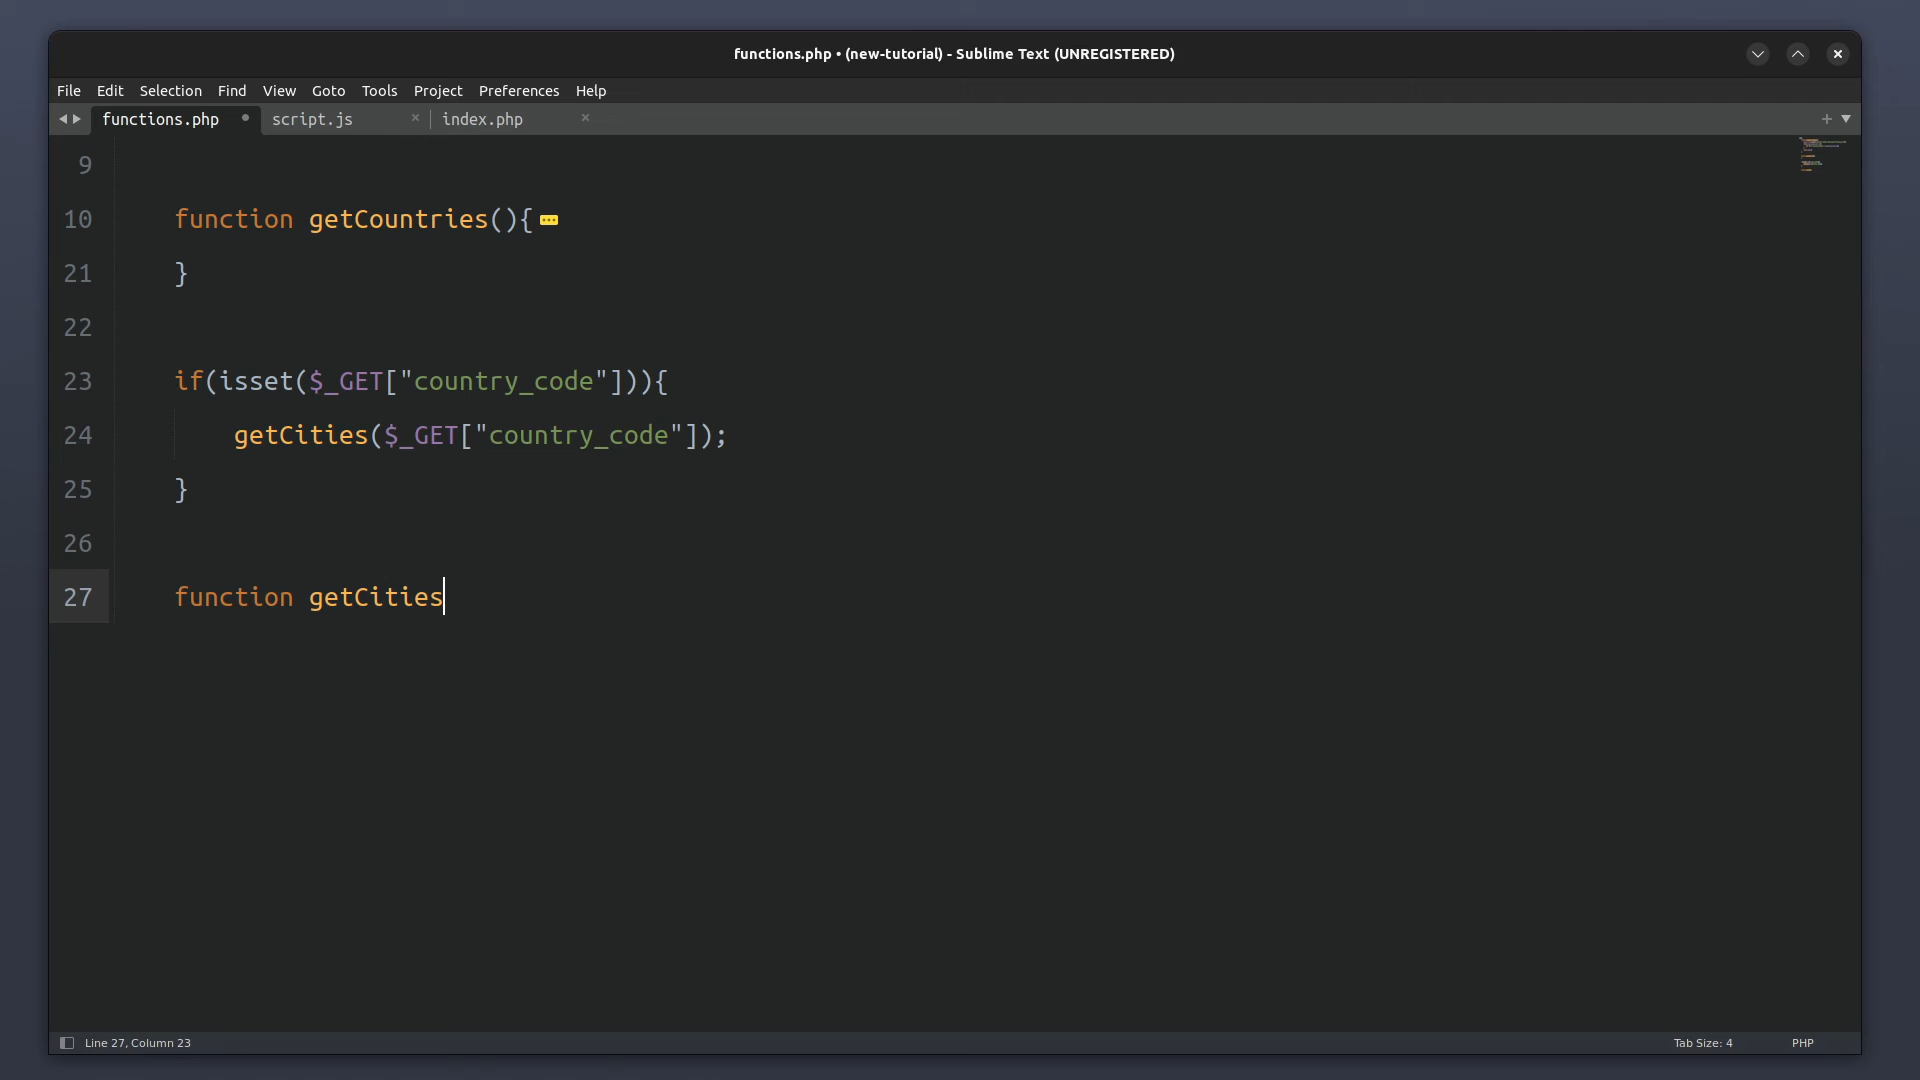 functions.php • (new-tutorial) - Sublime Text (UNREGISTERED)
File Edit Selection Find View Goto Tools Project Preferences Help
functions.php script.js index.php
9
10 function getCountries(){
21 }
22
23 if(isset($_GET["country_code"])){
24 getCities($_GET["country_code"]);
25 }
26
27 function getCities
Line 27, Column 23 Tab Size: 4 PHP